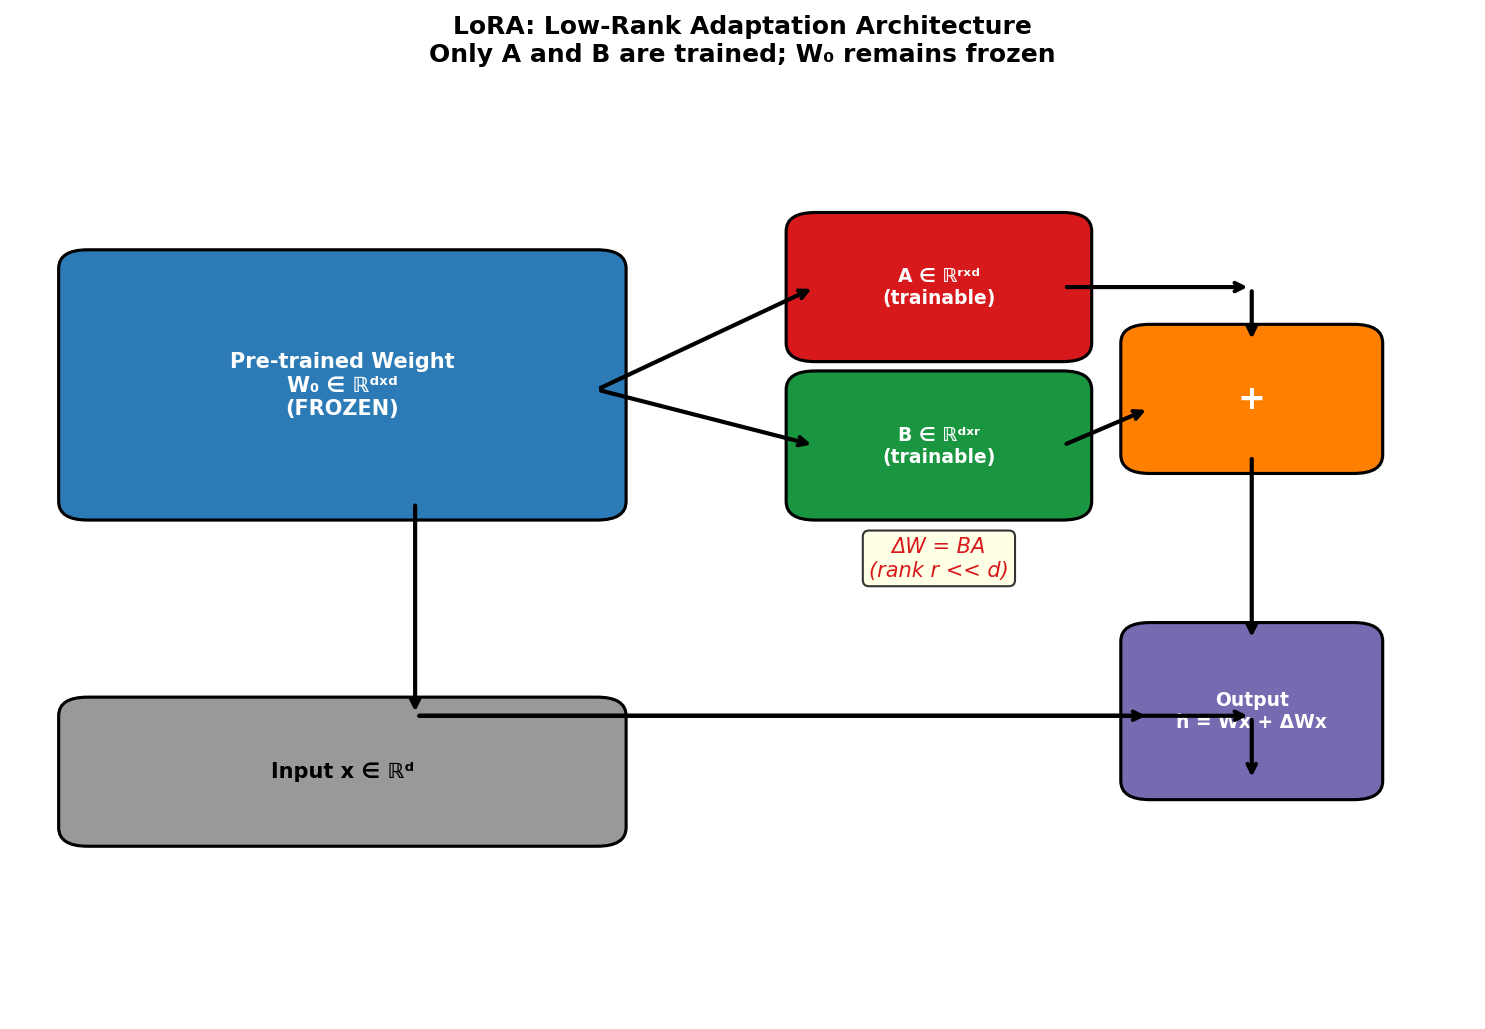 LoRA: Low-Rank Adaptation Architecture
Only A and B are trained; W₀ remains frozen
Pre-trained Weight
W₀ ∈ ℝᵈˣᵈ
(FROZEN)
A ∈ ℝʳˣᵈ
(trainable)
B ∈ ℝᵈˣʳ
(trainable)
+
ΔW = BA
(rank r << d)
Output
h = Wx + ΔWx
Input x ∈ ℝᵈ